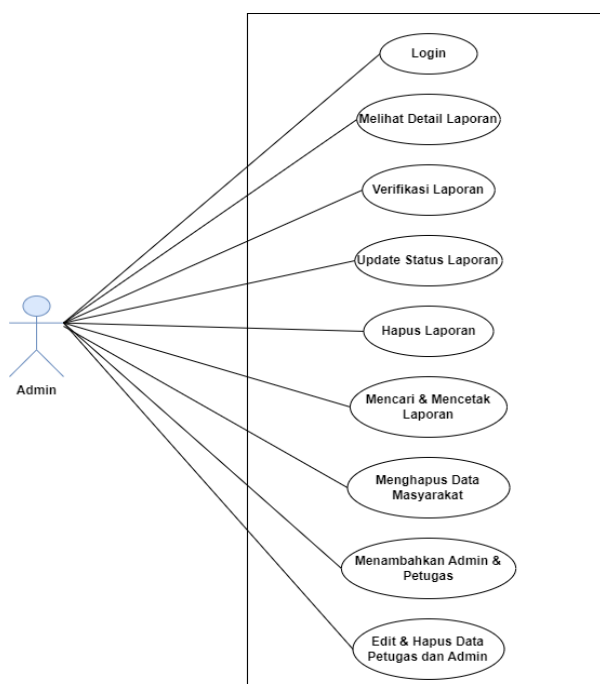 Login
Melihat Detail Laporan
Verifikasi Laporan
Update Status Laporan
Hapus Laporan
Admin
Mencari & Mencetak
Laporan
Menghapus Data
Masyarakat
Menambahkan Admin &
Petugas
Edit & Hapus Data
Petugas dan Admin